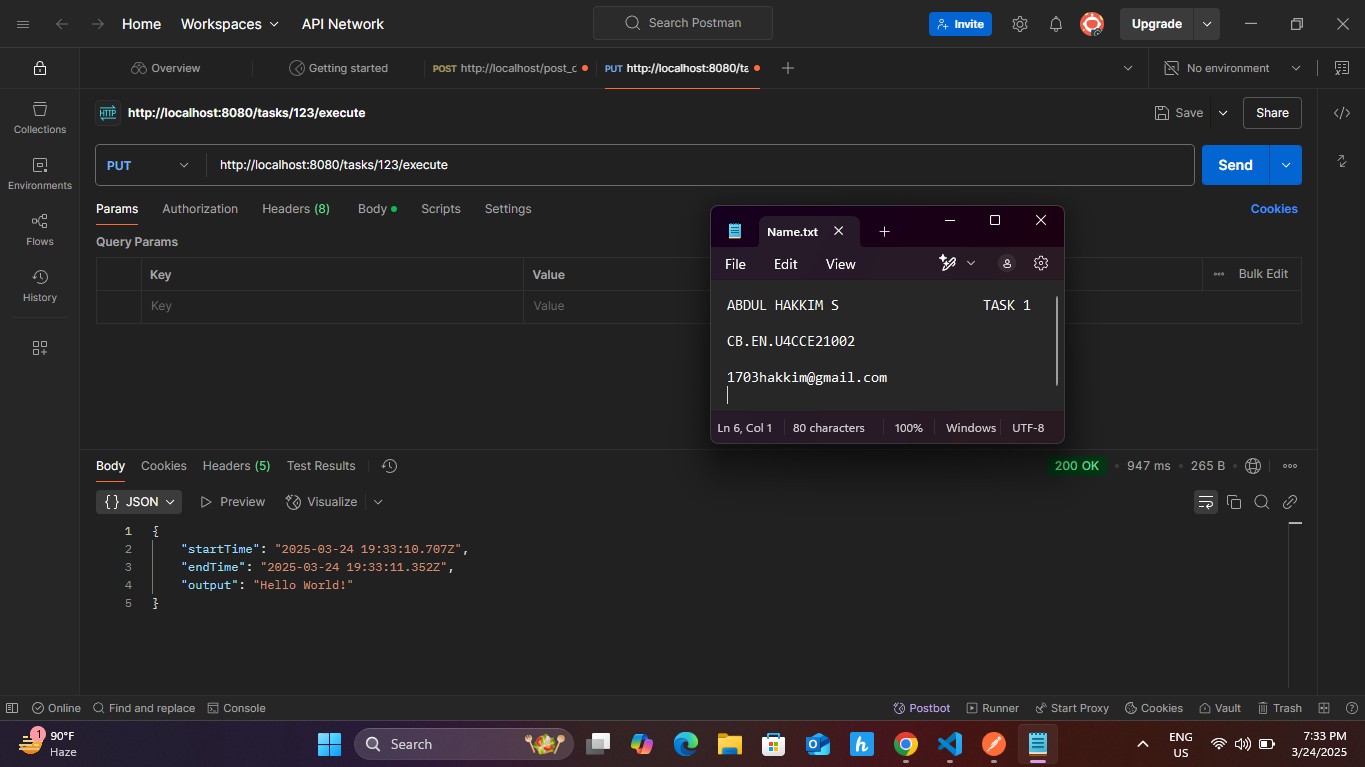 Home Workspaces API Network Search Postman Invite Upgrade
Overview Getting started POST http://localhost/post_c PUT http://localhost:8080/ta No environment
HTTP http://localhost:8080/tasks/123/execute Save Share
Collections
PUT http://localhost:8080/tasks/123/execute Send
Environments
Params Authorization Headers (8) Body Scripts Settings Cookies
Flows
Query Params
Key Value Bulk Edit
History
Key Value
Name.txt
File Edit View
ABDUL HAKKIM S TASK 1
CB.EN.U4CCE21002
1703hakkim@gmail.com
Ln 6, Col 1 80 characters 100% Windows UTF-8
Body Cookies Headers (5) Test Results 200 OK 947 ms 265 B
{} JSON Preview Visualize
1 {
2 "startTime": "2025-03-24 19:33:10.707Z",
3 "endTime": "2025-03-24 19:33:11.352Z",
4 "output": "Hello World!"
5 }
Online Find and replace Console Postbot Runner Start Proxy Cookies Vault Trash
1 90°F Search ENG 7:33 PM
Haze US 3/24/2025